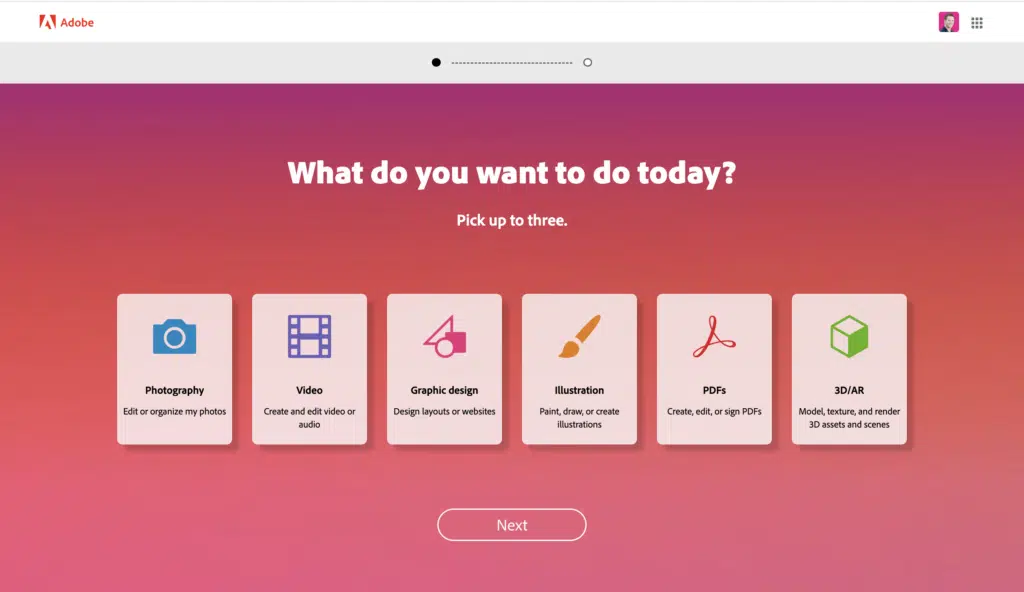 Adobe
What do you want to do today?
Pick up to three.
Photography
Edit or organize my photos
Video
Create and edit video or
audio
Graphic design
Design layouts or websites
Illustration
Paint, draw, or create
illustrations
PDFs
Create, edit, or sign PDFs
3D/AR
Model, texture, and render
3D assets and scenes
Next